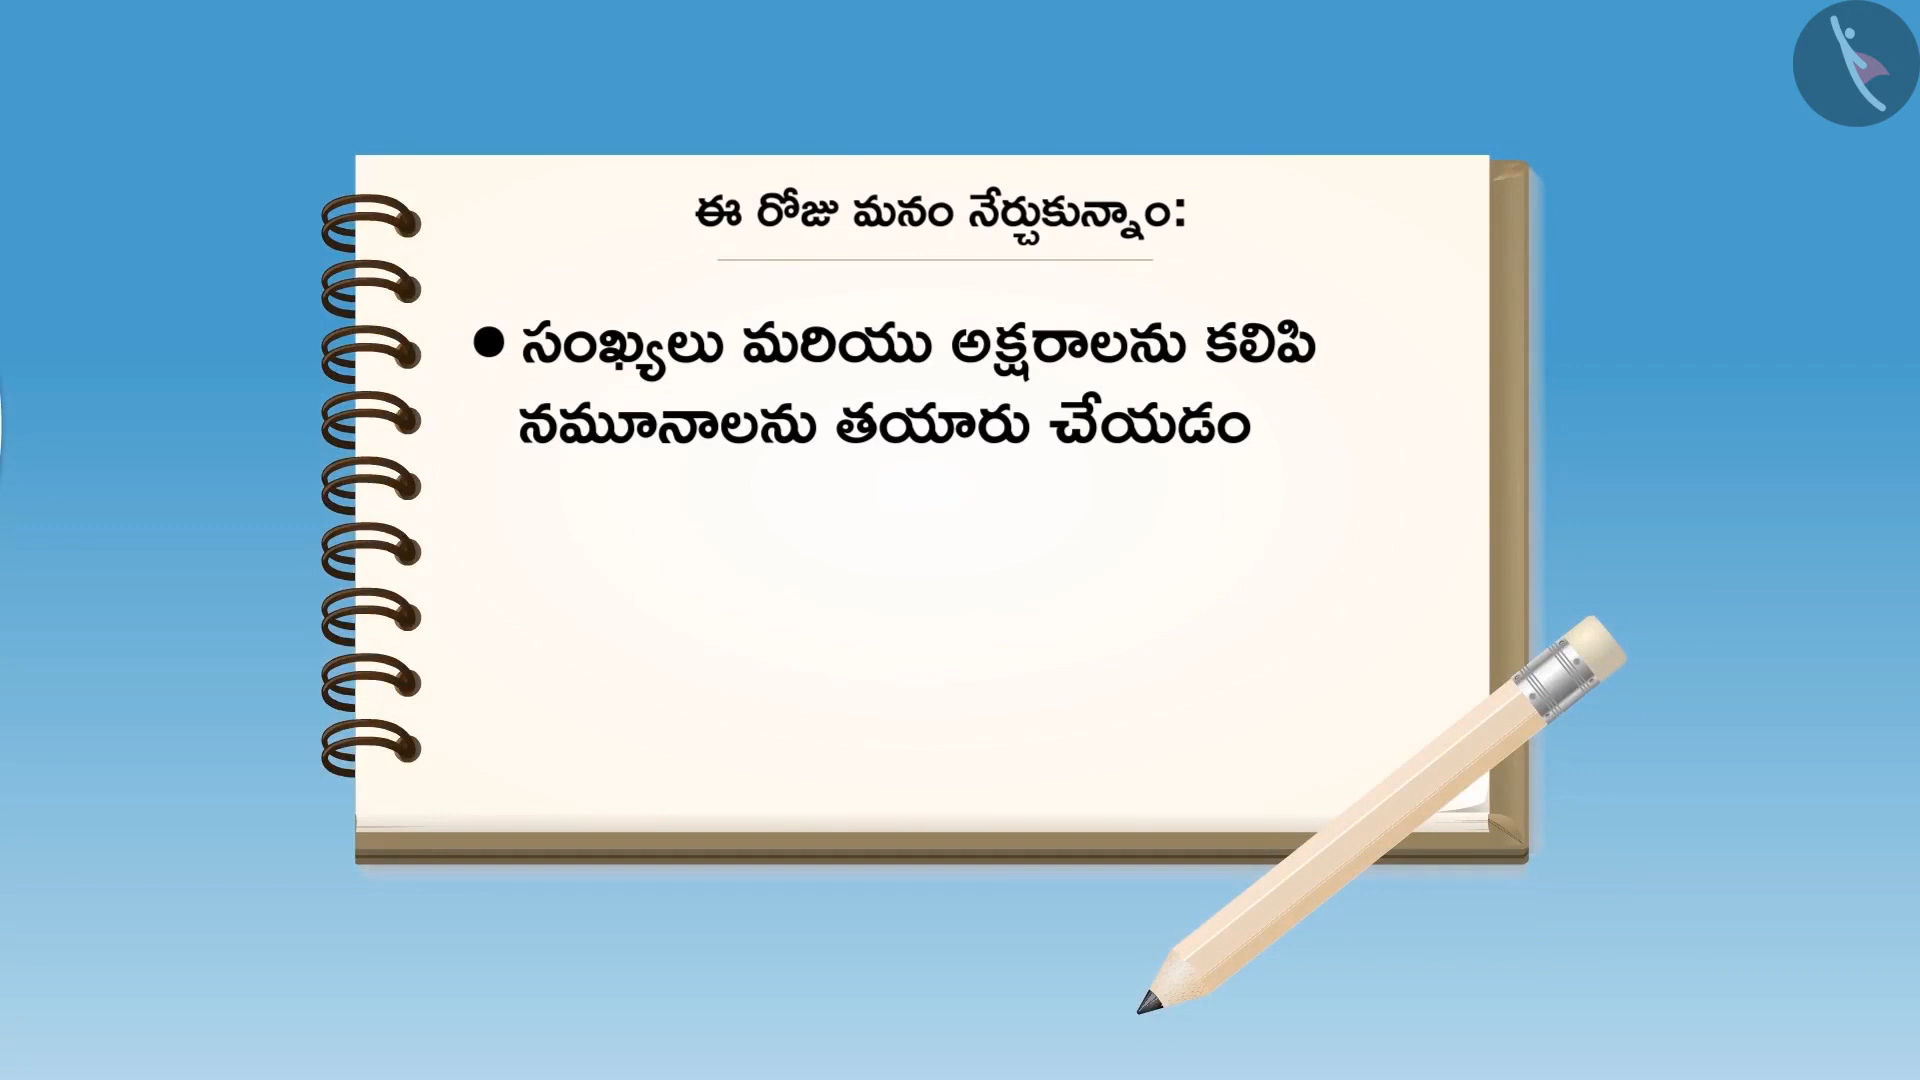 ఈ రోజు మనం నేర్చుకున్నాం:
● సంఖ్యలు మరియు అక్షరాలను కలిపి
నమూనాలను తయారు చేయడం